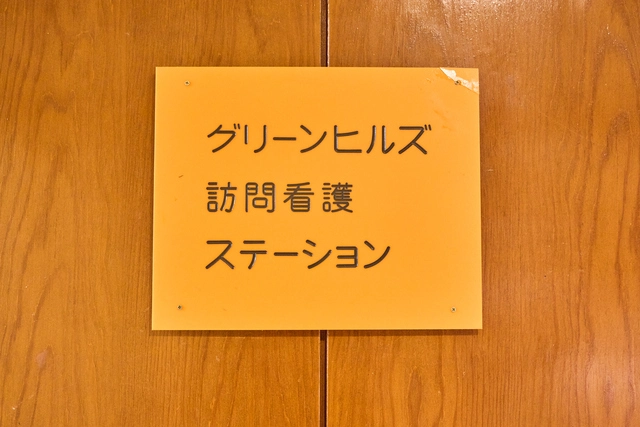 グリーンヒルズ
訪問看護
ステーション